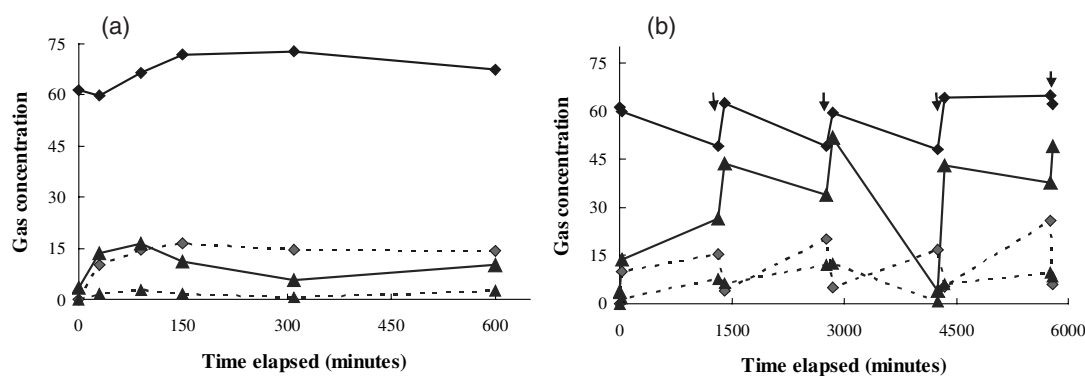 (a)
75
60
45
30
15
0
Gas concentration
0 150 300 450 600
Time elapsed (minutes)
(b)
75
60
45
30
15
0
Gas concentration
0 1500 3000 4500 6000
Time elapsed (minutes)